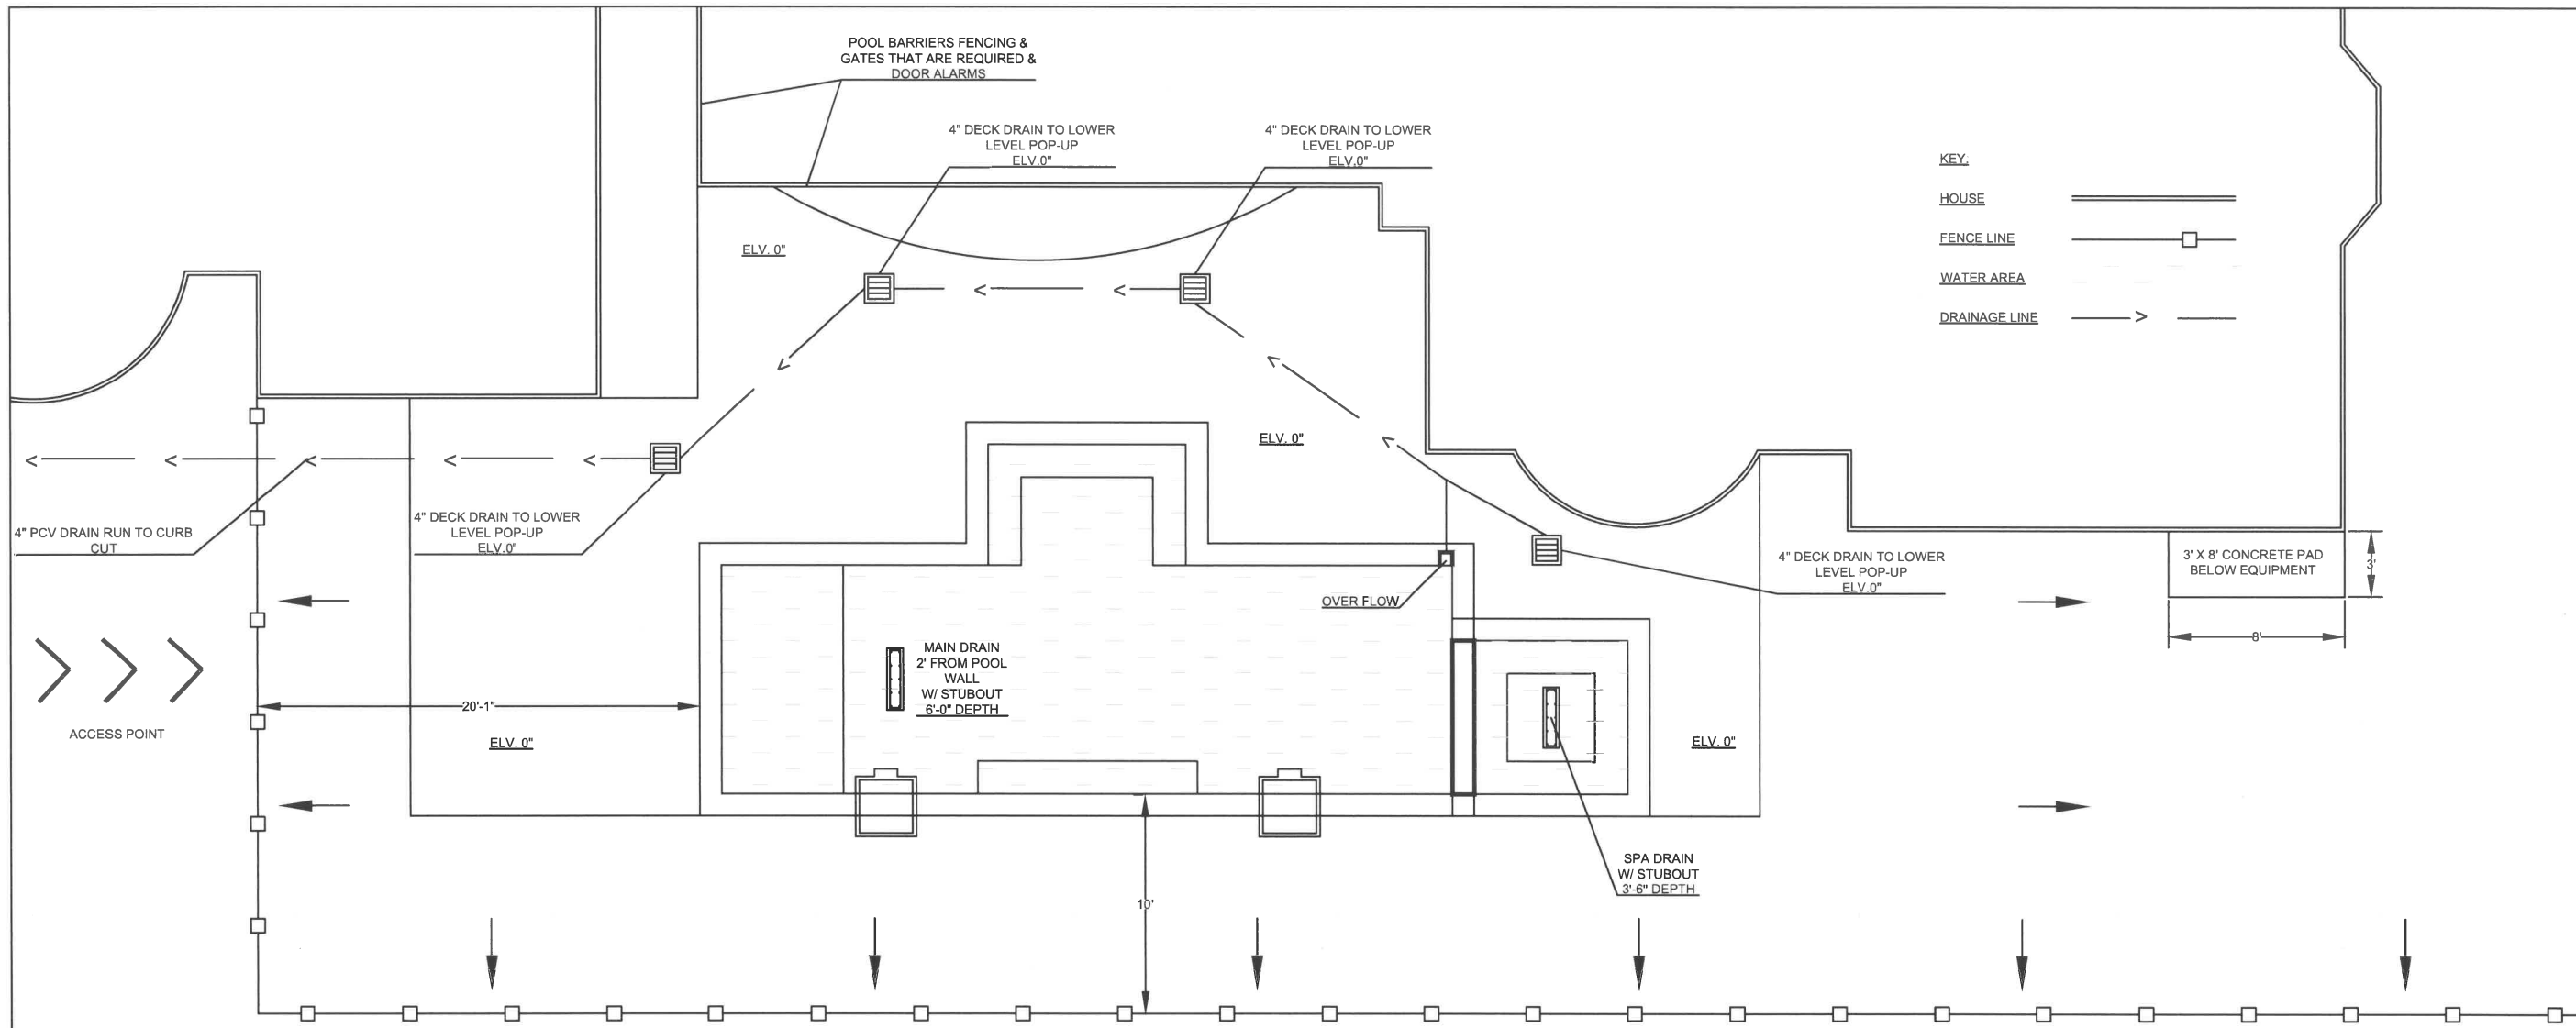 POOL BARRIERS FENCING &
GATES THAT ARE REQUIRED &
DOOR ALARMS
4" DECK DRAIN TO LOWER
LEVEL POP-UP
ELV.0"
4" DECK DRAIN TO LOWER
LEVEL POP-UP
ELV.0"
KEY:
HOUSE
FENCE LINE
WATER AREA
DRAINAGE LINE
ELV. 0"
ELV. 0"
4" PCV DRAIN RUN TO CURB
CUT
4" DECK DRAIN TO LOWER
LEVEL POP-UP
ELV.0"
4" DECK DRAIN TO LOWER
LEVEL POP-UP
ELV.0"
3' X 8' CONCRETE PAD
BELOW EQUIPMENT
3'
8'
OVER FLOW
MAIN DRAIN
2' FROM POOL
WALL
W/ STUBOUT
6'-0" DEPTH
20'-1"
ACCESS POINT
ELV. 0"
ELV. 0"
SPA DRAIN
W/ STUBOUT
3'-6" DEPTH
10'